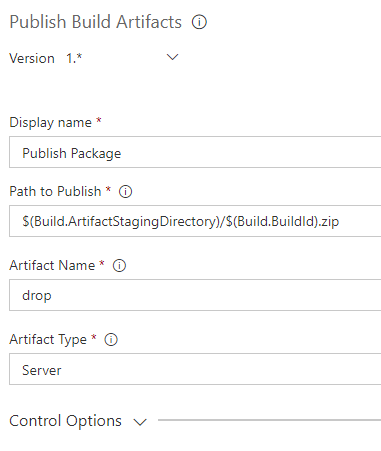 Publish Build Artifacts
Version 1.*
Display name *
Publish Package
Path to Publish *
$(Build.ArtifactStagingDirectory)/$(Build.BuildId).zip
Artifact Name *
drop
Artifact Type *
Server
Control Options